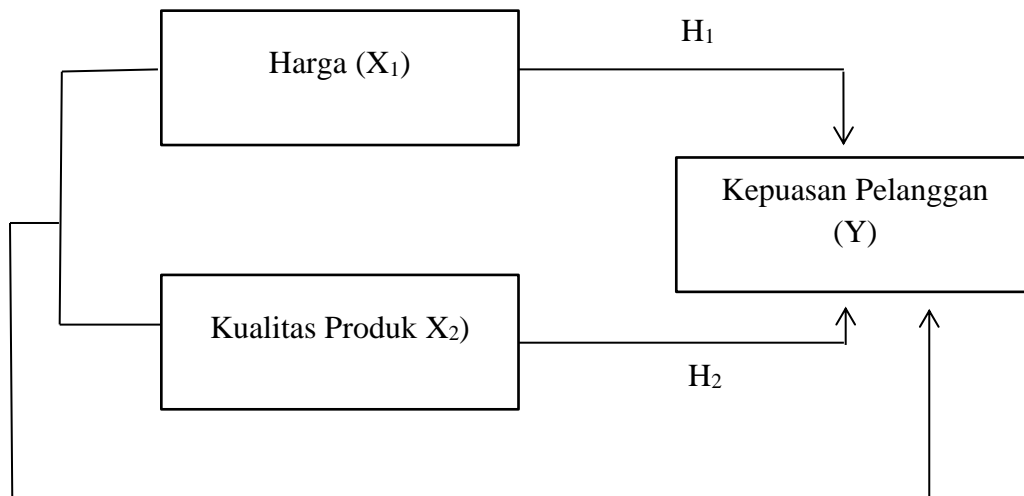 H₁
Harga (X₁)
Kepuasan Pelanggan
(Y)
Kualitas Produk X₂)
H₂